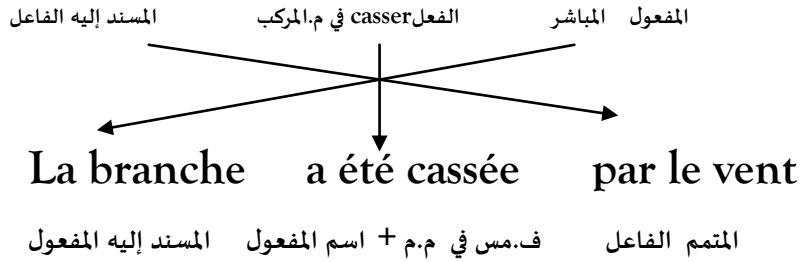 المسند إليه الفاعل الفعل casser في م.المركب المفعول المباشر
La branche a été cassée par le vent
المسند إليه المفعول ف.مس في م.م + اسم المفعول المتمم الفاعل